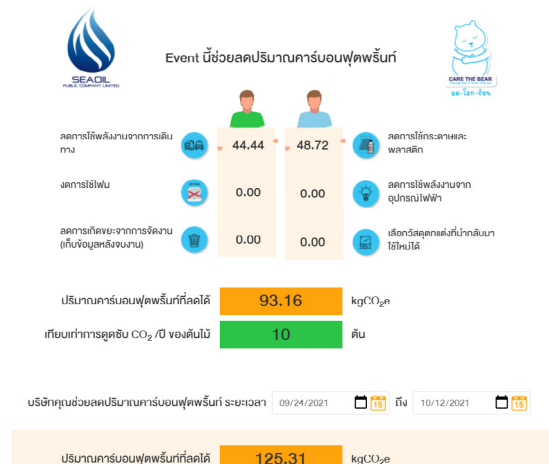 SEAOIL
PUBLIC COMPANY LIMITED
Event นี้ช่วยลดปริมาณคาร์บอนฟุตพริ้นท์
CARE THE BEAR
ลด-โลก-ร้อน
ลดการใช้พลังงานจากการเดิน
ทาง
44.44
48.72
ลดการใช้กระดาษและ
พลาสติก
งดการใช้โฟม
0.00
0.00
ลดการใช้พลังงานจาก
อุปกรณ์ไฟฟ้า
ลดการเกิดขยะจากการจัดงาน
(เก็บข้อมูลหลังจบงาน)
0.00
0.00
เลือกวัสดุตกแต่งที่นำกลับมา
ใช้ใหม่ได้
ปริมาณคาร์บอนฟุตพริ้นท์ที่ลดได้ 93.16 kgCO₂e
เทียบเท่าการดูดซับ CO₂ /ปี ของต้นไม้ 10 ต้น
บริษัทคุณช่วยลดปริมาณคาร์บอนฟุตพริ้นท์ ระยะเวลา 09/24/2021 15 ถึง 10/12/2021 15
ปริมาณคาร์บอนฟุตพริ้นท์ที่ลดได้ 125.31 kgCO₂e